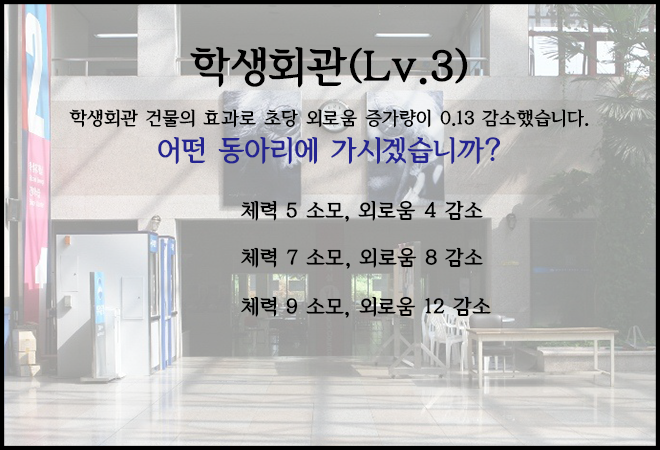 학생회관(Lv.3)
학생회관 건물의 효과로 초당 외로움 증가량이 0.13 감소했습니다.
어떤 동아리에 가시겠습니까?
체력 5 소모, 외로움 4 감소
체력 7 소모, 외로움 8 감소
체력 9 소모, 외로움 12 감소
2